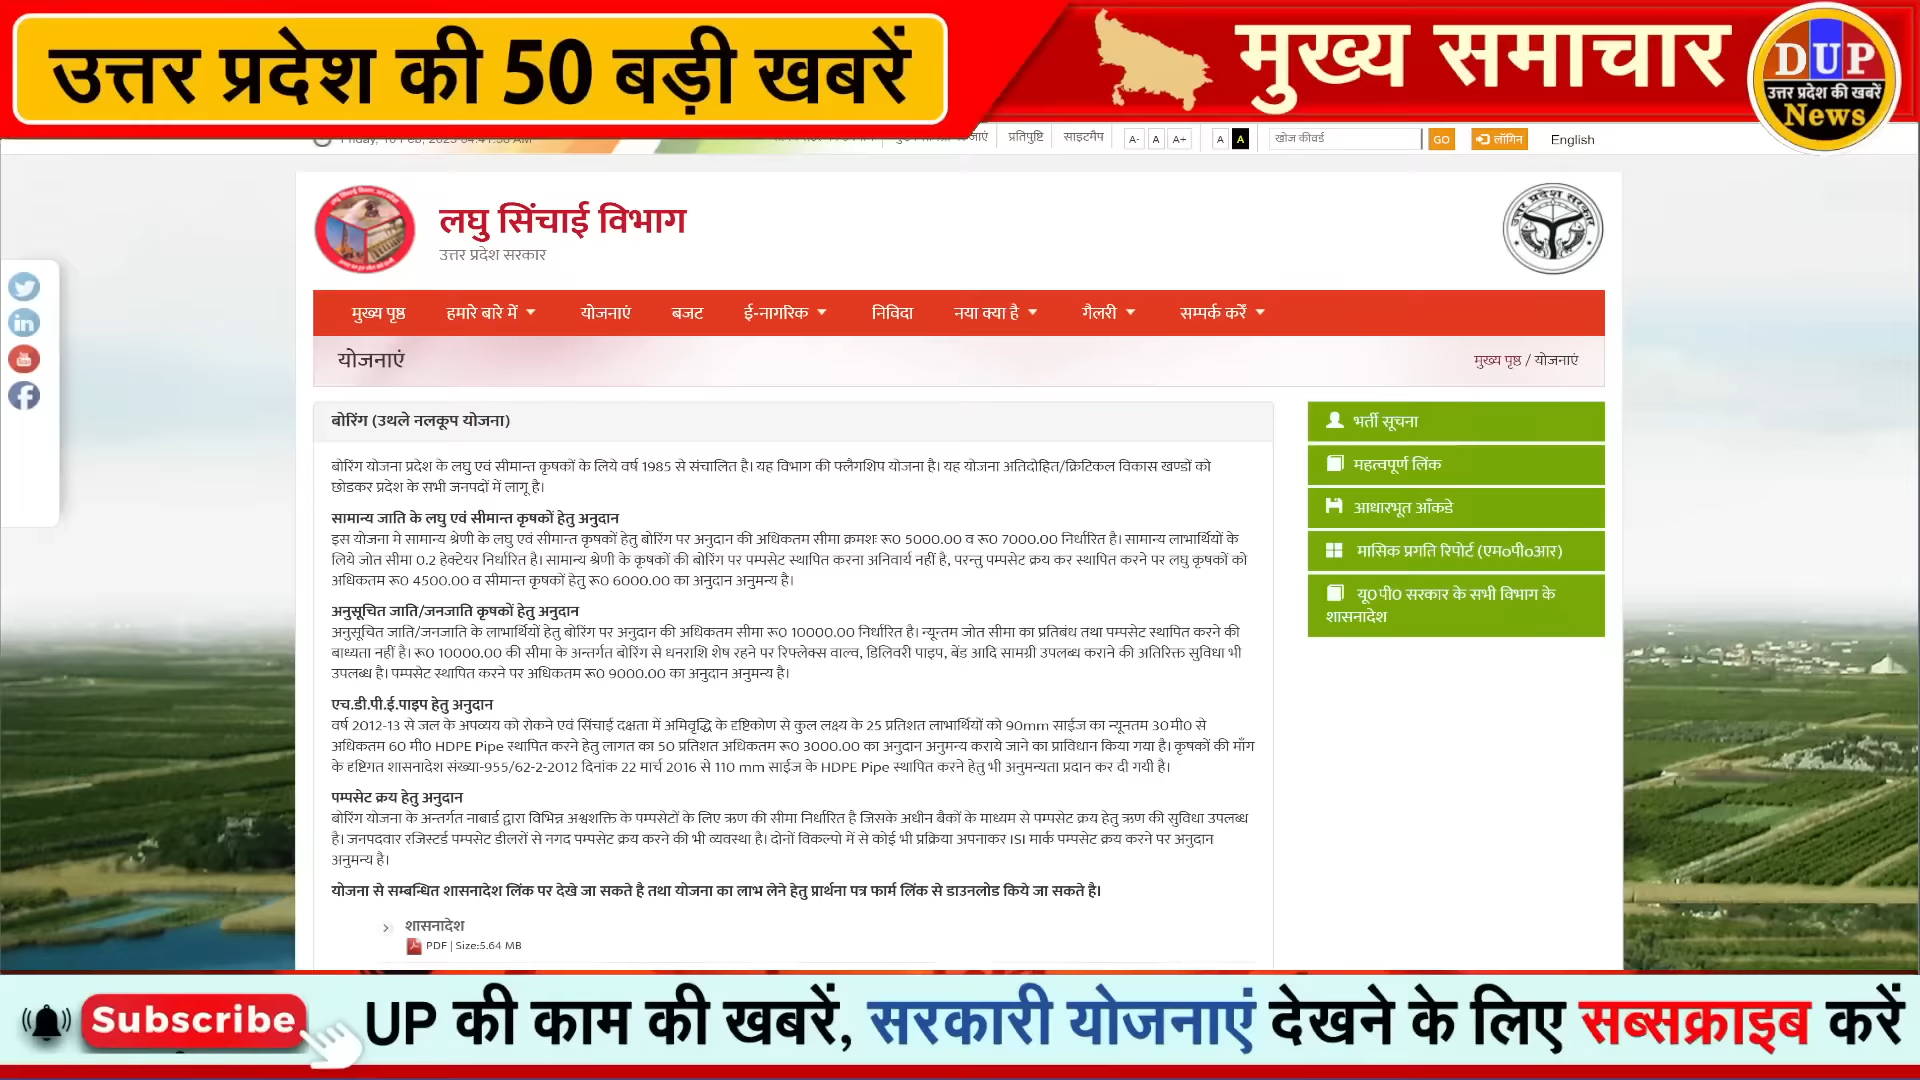 उत्तर प्रदेश की 50 बड़ी खबरें
मुख्य समाचार
DUP
उत्तर प्रदेश की खबरें
News
प्रतिपुष्टि
साइटमैप
A-
A
A+
A
A
खोज कीवर्ड
GO
लॉगिन
English
लघु सिंचाई विभाग
उत्तर प्रदेश सरकार
मुख्य पृष्ठ
हमारे बारे में
योजनाएं
बजट
ई-नागरिक
निविदा
नया क्या है
गैलरी
सम्पर्क करें
योजनाएं
मुख्य पृष्ठ / योजनाएं
बोरिंग (उथले नलकूप योजना)
बोरिंग योजना प्रदेश के लघु एवं सीमान्त कृषकों के लिये वर्ष 1985 से संचालित है। यह विभाग की फ्लैगशिप योजना है। यह योजना अतिदोहित/क्रिटिकल विकास खण्डों को
छोडकर प्रदेश के सभी जनपदों में लागू है।
सामान्य जाति के लघु एवं सीमान्त कृषकों हेतु अनुदान
इस योजना मे सामान्य श्रेणी के लघु एवं सीमान्त कृषकों हेतु बोरिंग पर अनुदान की अधिकतम सीमा क्रमशः रू0 5000.00 व रू0 7000.00 निर्धारित है। सामान्य लाभार्थियों के
लिये जोत सीमा 0.2 हेक्टेयर निर्धारित है। सामान्य श्रेणी के कृषकों की बोरिंग पर पम्पसेट स्थापित करना अनिवार्य नहीं है, परन्तु पम्पसेट क्रय कर स्थापित करने पर लघु कृषकों को
अधिकतम रू0 4500.00 व सीमान्त कृषकों हेतु रू0 6000.00 का अनुदान अनुमन्य है।
अनुसूचित जाति/जनजाति कृषकों हेतु अनुदान
अनुसूचित जाति/जनजाति के लाभार्थियों हेतु बोरिंग पर अनुदान की अधिकतम सीमा रू0 10000.00 निर्धारित है। न्यून्तम जोत सीमा का प्रतिबंध तथा पम्पसेट स्थापित करने की
बाध्यता नहीं है। रू0 10000.00 की सीमा के अन्तर्गत बोरिंग से धनराशि शेष रहने पर रिफ्लेक्स वाल्व, डिलिवरी पाइप, बेंड आदि सामग्री उपलब्ध कराने की अतिरिक्त सुविधा भी
उपलब्ध है। पम्पसेट स्थापित करने पर अधिकतम रू0 9000.00 का अनुदान अनुमन्य है।
एच.डी.पी.ई.पाइप हेतु अनुदान
वर्ष 2012-13 से जल के अपव्यय को रोकने एवं सिंचाई दक्षता में अमिवृद्धि के दृष्टिकोण से कुल लक्ष्य के 25 प्रतिशत लाभार्थियों को 90mm साईज का न्यूनतम 30मी0 से
अधिकतम 60 मी0 HDPE Pipe स्थापित करने हेतु लागत का 50 प्रतिशत अधिकतम रू0 3000.00 का अनुदान अनुमन्य कराये जाने का प्राविधान किया गया है। कृषकों की माँग
के दृष्टिगत शासनादेश संख्या-955/62-2-2012 दिनांक 22 मार्च 2016 से 110 mm साईज के HDPE Pipe स्थापित करने हेतु भी अनुमन्यता प्रदान कर दी गयी है।
पम्पसेट क्रय हेतु अनुदान
बोरिंग योजना के अन्तर्गत नाबार्ड द्वारा विभिन्न अश्वशक्ति के पम्पसेटों के लिए ऋण की सीमा निर्धारित है जिसके अधीन बैकों के माध्यम से पम्पसेट क्रय हेतु ऋण की सुविधा उपलब्ध
है। जनपदवार रजिस्टर्ड पम्पसेट डीलरों से नगद पम्पसेट क्रय करने की भी व्यवस्था है। दोनों विकल्पो में से कोई भी प्रक्रिया अपनाकर ISI मार्क पम्पसेट क्रय करने पर अनुदान
अनुमन्य है।
योजना से सम्बन्धित शासनादेश लिंक पर देखे जा सकते है तथा योजना का लाभ लेने हेतु प्रार्थना पत्र फार्म लिंक से डाउनलोड किये जा सकते है।
शासनादेश
PDF | Size:5.64 MB
भर्ती सूचना
महत्वपूर्ण लिंक
आधारभूत आँकडे
मासिक प्रगति रिपोर्ट (एम०पी०आर)
यू0पी0 सरकार के सभी विभाग के
शासनादेश
Subscribe
UP की काम की खबरें, सरकारी योजनाएं देखने के लिए सब्सक्राइब करें